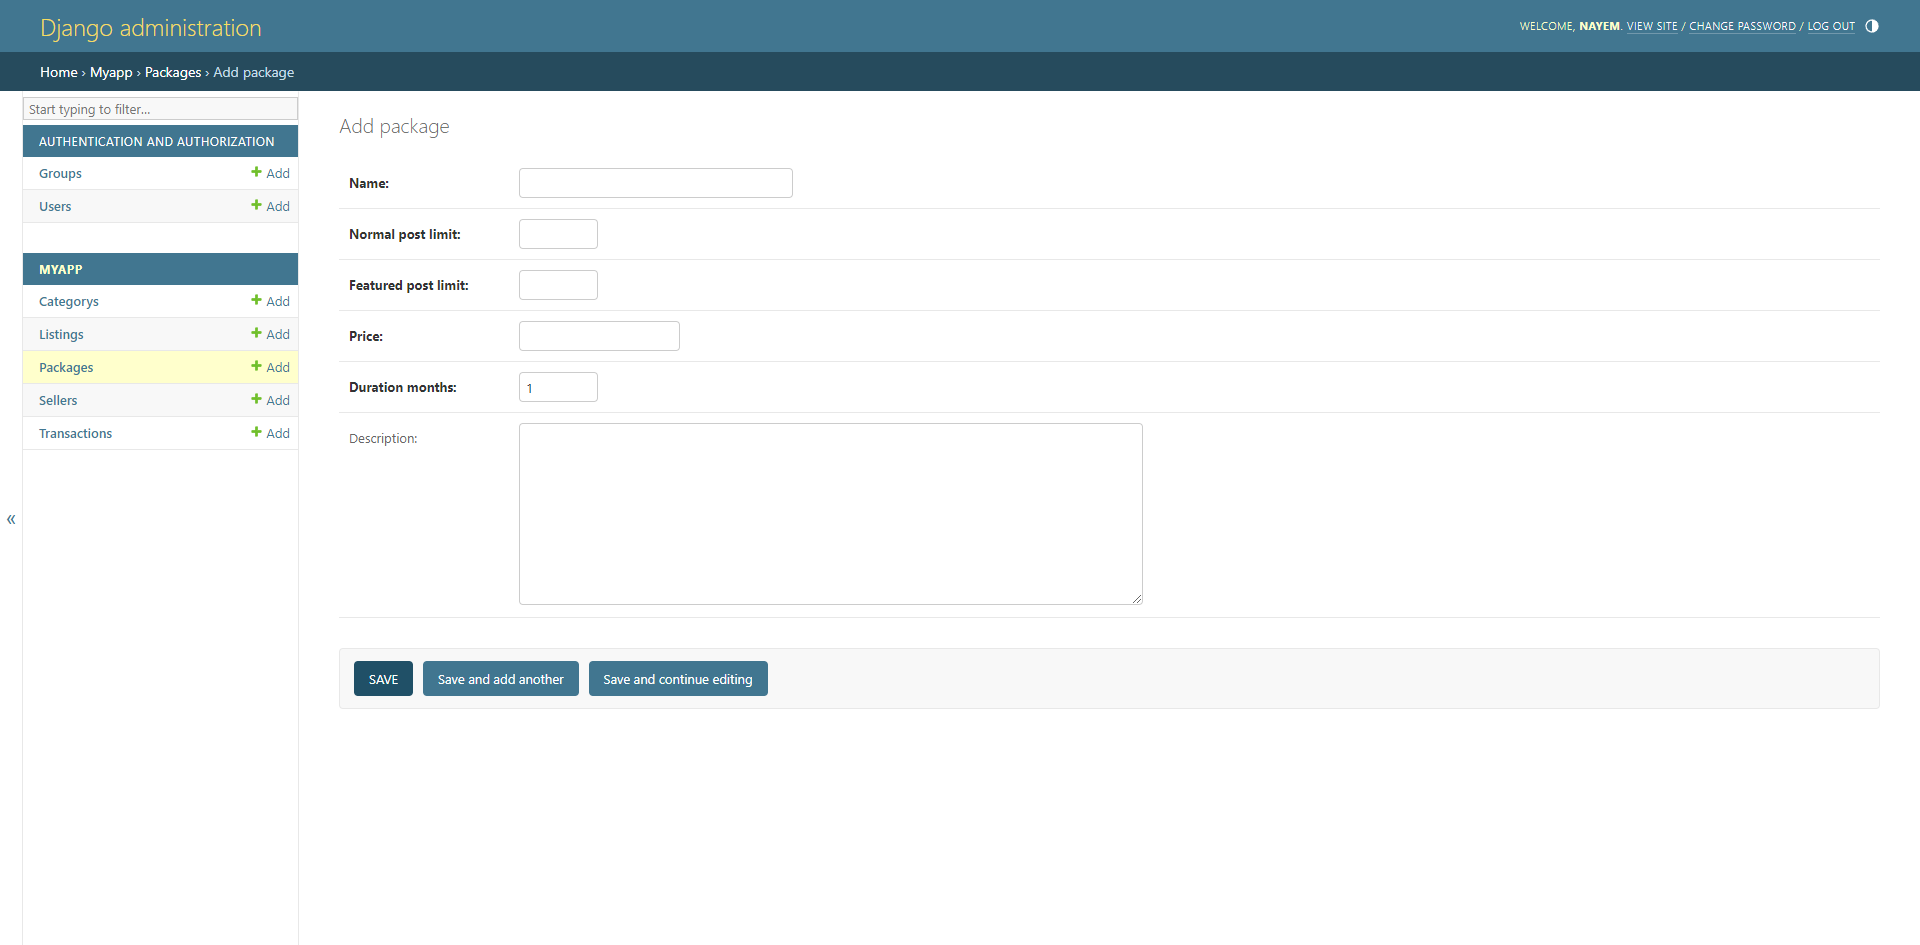 Django administration
WELCOME, NAYEM. VIEW SITE / CHANGE PASSWORD / LOG OUT
Home › Myapp › Packages › Add package
Start typing to filter...
AUTHENTICATION AND AUTHORIZATION
Groups Add
Users Add
MYAPP
Categorys Add
Listings Add
Packages Add
Sellers Add
Transactions Add
«
Add package
Name:
Normal post limit:
Featured post limit:
Price:
Duration months: 1
Description:
SAVE Save and add another Save and continue editing